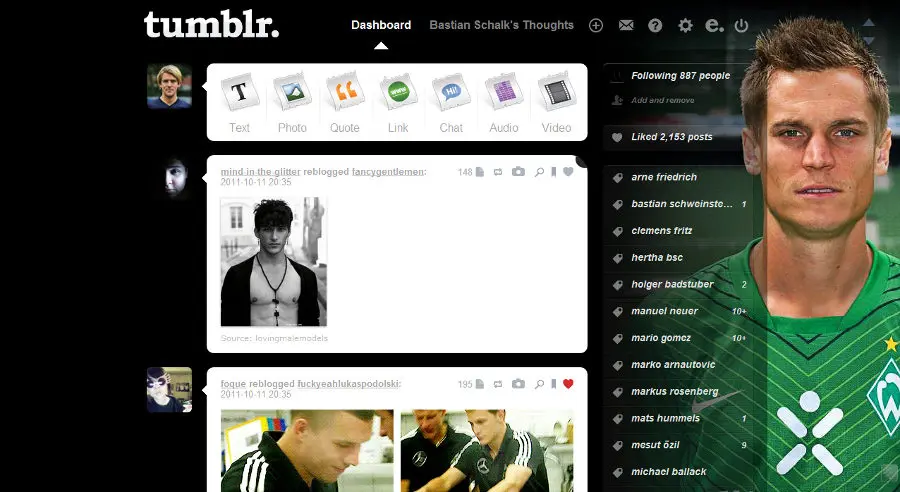 tumblr.
Dashboard
Bastian Schalk's Thoughts
Following 887 people
Add and remove
Liked 2,153 posts
T
WWW
Hi!
Text
Photo
Quote
Link
Chat
Audio
Video
mind-in-the-glitter reblogged fancygentlemen:
148
2011-10-11 20:35
Source: lovingmalemodels
foque reblogged fuckyeahlukaspodolski:
195
2011-10-11 20:35
arne friedrich
bastian schweinste... 1
clemens fritz
hertha bsc
holger badstuber 2
manuel neuer 10+
mario gomez 10+
marko arnautovic
markus rosenberg
mats hummels 1
mesut özil 9
michael ballack
W